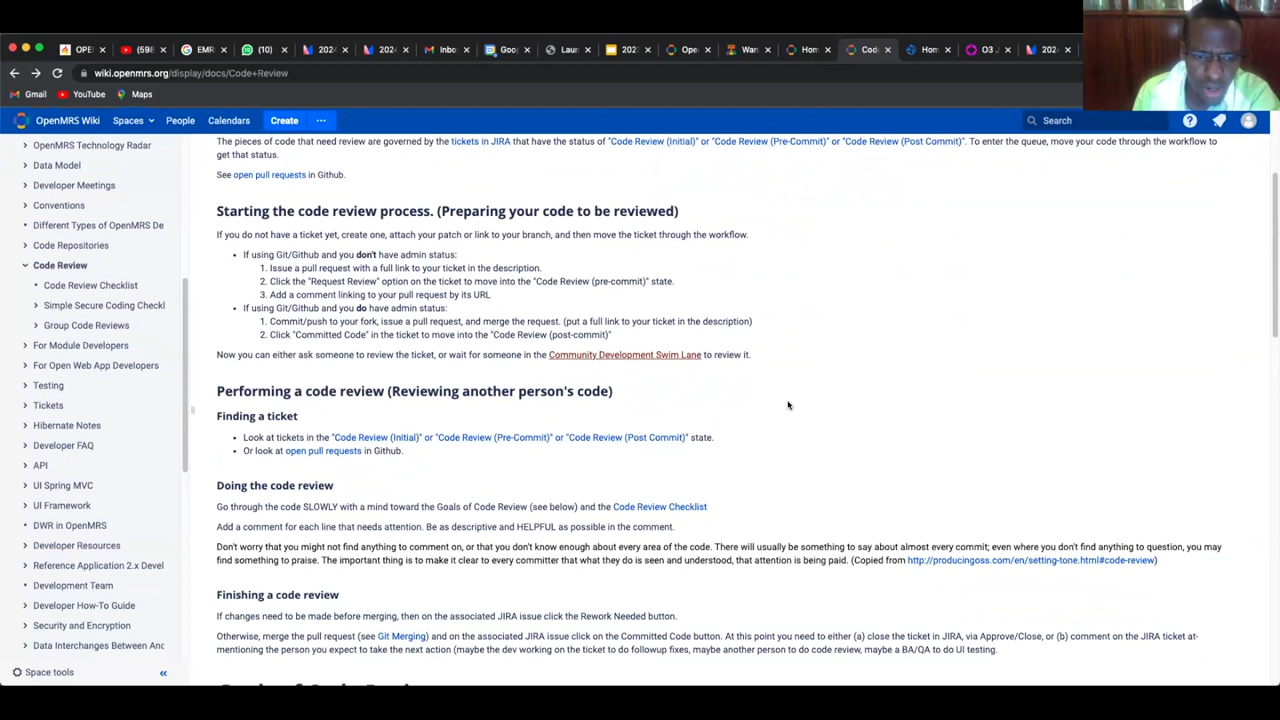 OPE
(598
EMR
(10)
2024
2024
Inbo
Goog
Laun
2023
Open
Wan
Hom
Cod
Hom
O3 J
2024
wiki.openmrs.org/display/docs/Code+Review
Gmail YouTube Maps
OpenMRS Wiki Spaces People Calendars Create ... Search
OpenMRS Technology Radar
Data Model
Developer Meetings
Conventions
Different Types of OpenMRS De
Code Repositories
Code Review
Code Review Checklist
Simple Secure Coding Checkl
Group Code Reviews
For Module Developers
For Open Web App Developers
Testing
Tickets
Hibernate Notes
Developer FAQ
API
UI Spring MVC
UI Framework
DWR in OpenMRS
Developer Resources
Reference Application 2.x Devel
Development Team
Developer How-To Guide
Security and Encryption
Data Interchanges Between Anc
Space tools «
The pieces of code that need review are governed by the tickets in JIRA that have the status of "Code Review (Initial)" or "Code Review (Pre-Commit)" or "Code Review (Post Commit)". To enter the queue, move your code through the workflow to
get that status.
See open pull requests in Github.
Starting the code review process. (Preparing your code to be reviewed)
If you do not have a ticket yet, create one, attach your patch or link to your branch, and then move the ticket through the workflow.
• If using Git/Github and you don't have admin status:
1. Issue a pull request with a full link to your ticket in the description.
2. Click the "Request Review" option on the ticket to move into the "Code Review (pre-commit)" state.
3. Add a comment linking to your pull request by its URL
• If using Git/Github and you do have admin status:
1. Commit/push to your fork, issue a pull request, and merge the request. (put a full link to your ticket in the description)
2. Click "Committed Code" in the ticket to move into the "Code Review (post-commit)"
Now you can either ask someone to review the ticket, or wait for someone in the Community Development Swim Lane to review it.
Performing a code review (Reviewing another person's code)
Finding a ticket
• Look at tickets in the "Code Review (Initial)" or "Code Review (Pre-Commit)" or "Code Review (Post Commit)" state.
• Or look at open pull requests in Github.
Doing the code review
Go through the code SLOWLY with a mind toward the Goals of Code Review (see below) and the Code Review Checklist
Add a comment for each line that needs attention. Be as descriptive and HELPFUL as possible in the comment.
Don't worry that you might not find anything to comment on, or that you don't know enough about every area of the code. There will usually be something to say about almost every commit; even where you don't find anything to question, you may
find something to praise. The important thing is to make it clear to every committer that what they do is seen and understood, that attention is being paid. (Copied from http://producingoss.com/en/setting-tone.html#code-review)
Finishing a code review
If changes need to be made before merging, then on the associated JIRA issue click the Rework Needed button.
Otherwise, merge the pull request (see Git Merging) and on the associated JIRA issue click on the Committed Code button. At this point you need to either (a) close the ticket in JIRA, via Approve/Close, or (b) comment on the JIRA ticket at-
mentioning the person you expect to take the next action (maybe the dev working on the ticket to do followup fixes, maybe another person to do code review, maybe a BA/QA to do UI testing.